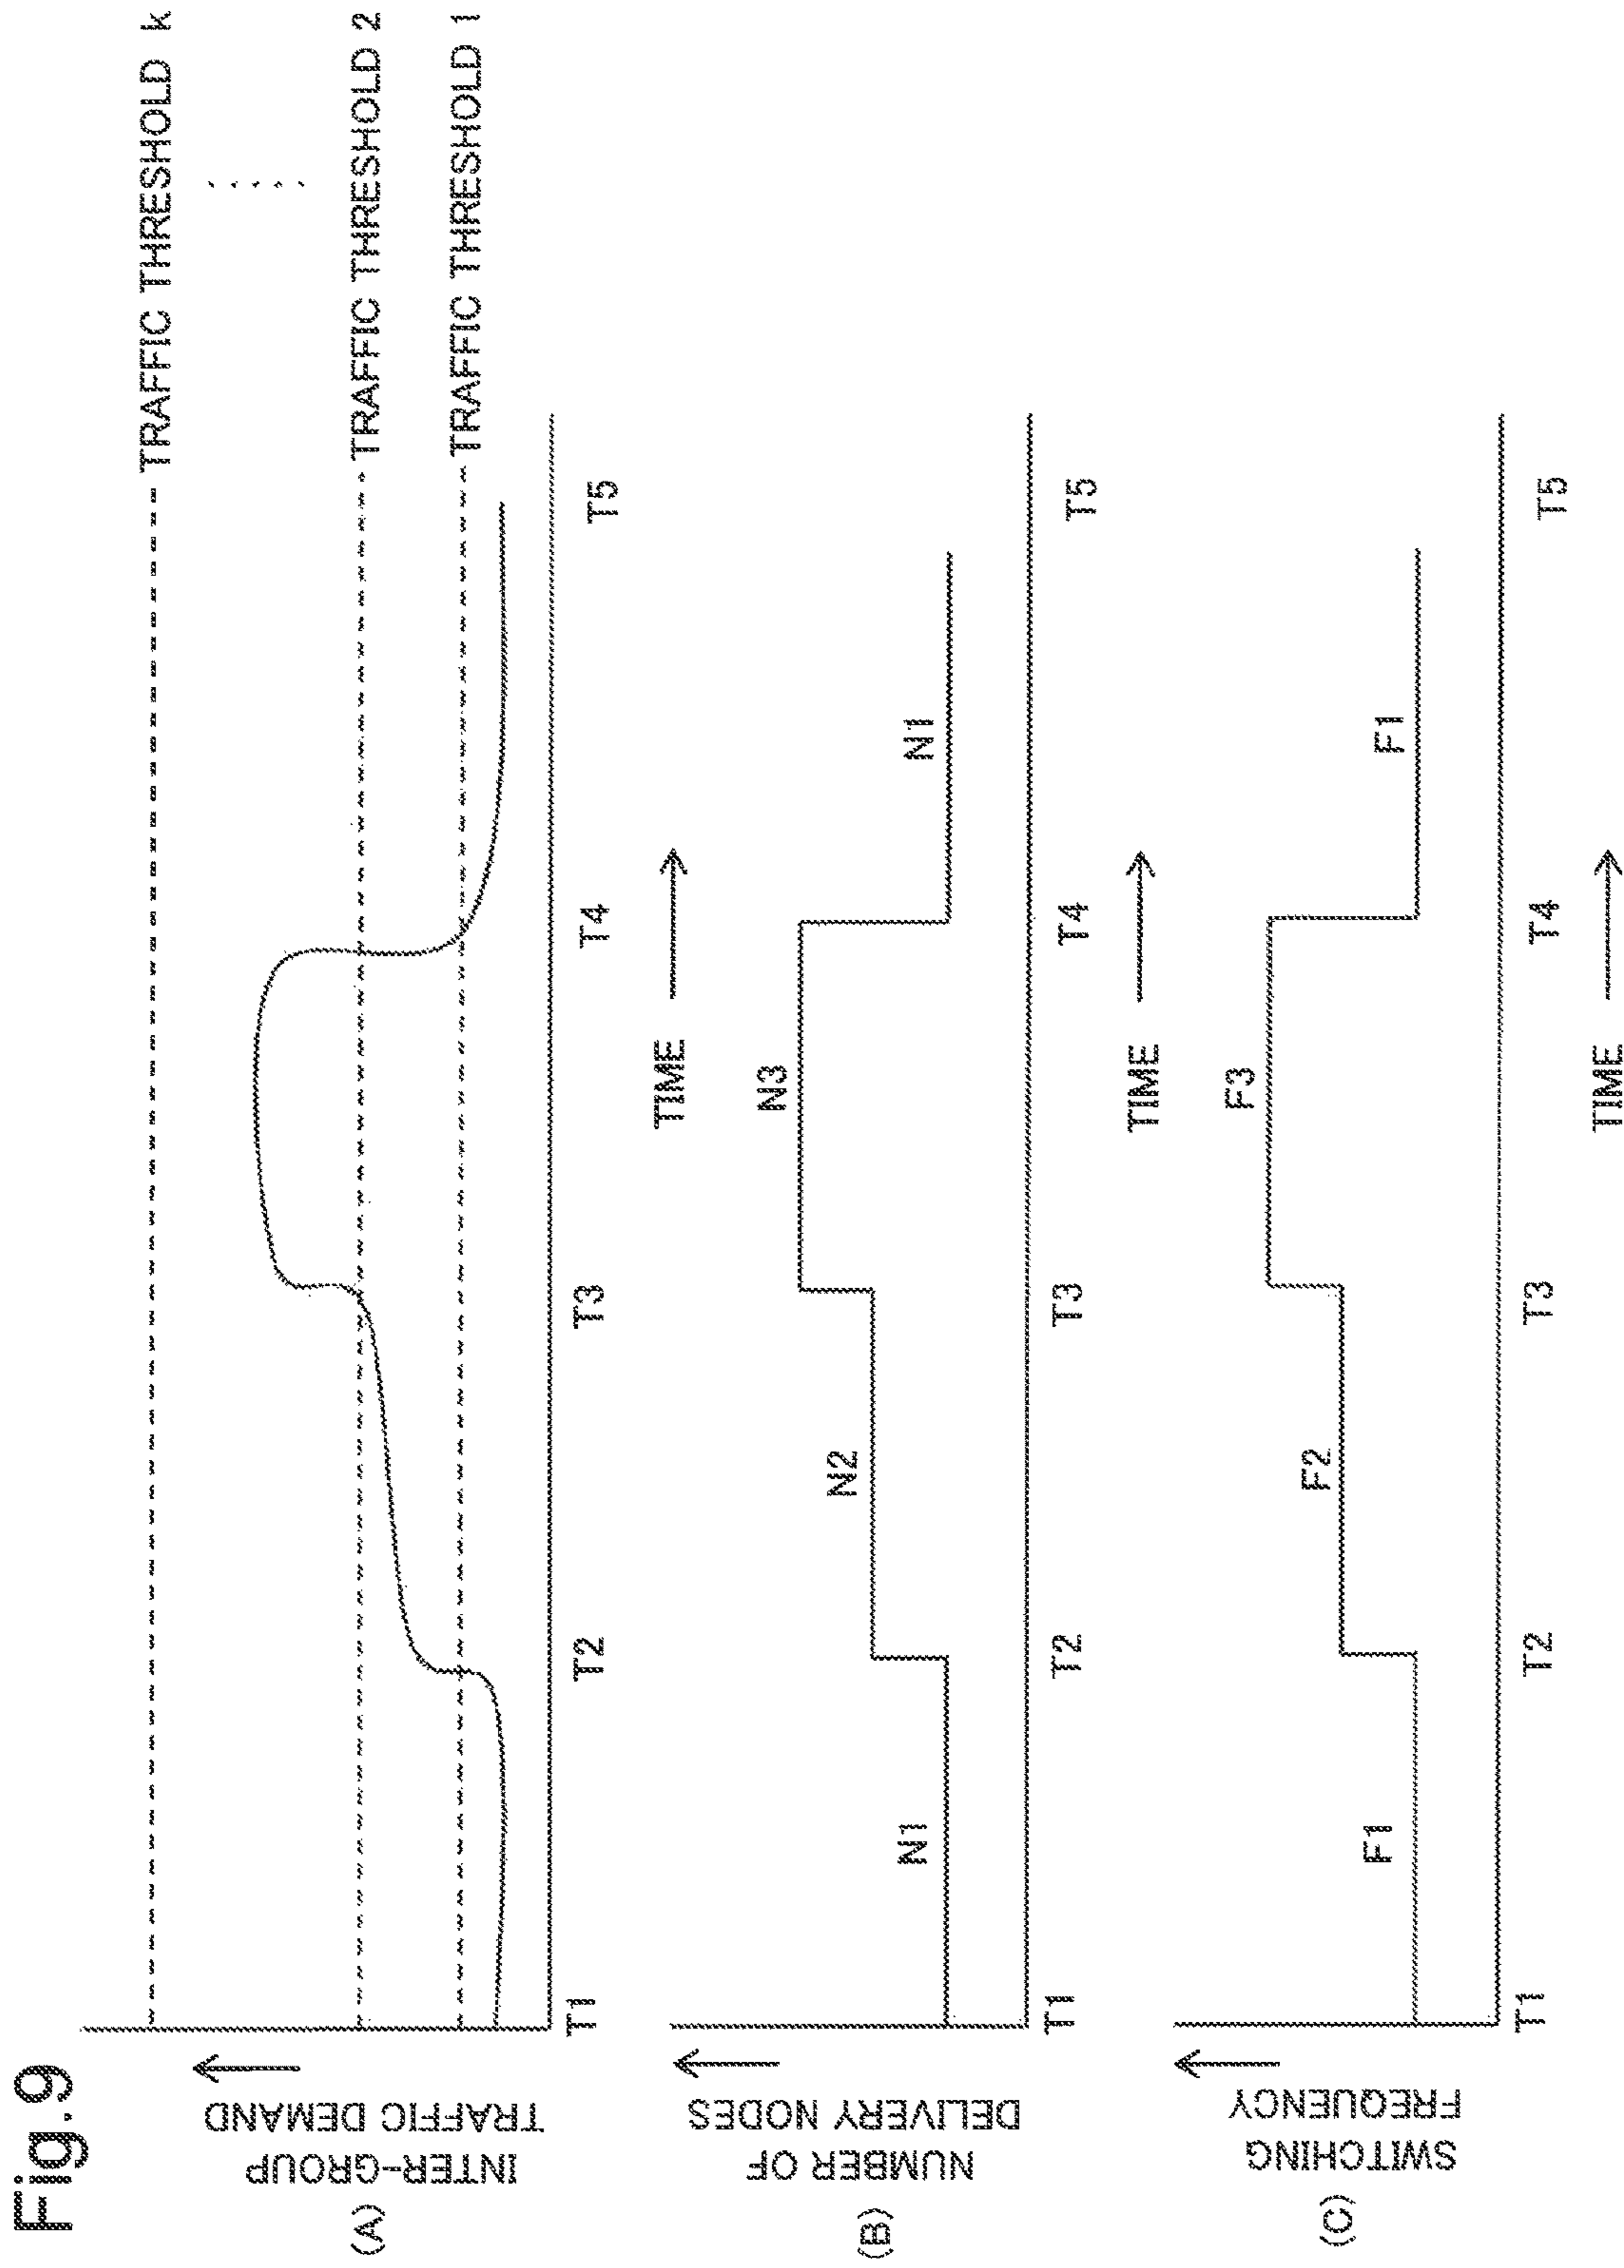 Fig.9
(A)
INTER-GROUP
TRAFFIC DEMAND
TRAFFIC THRESHOLD k
TRAFFIC THRESHOLD 2
TRAFFIC THRESHOLD 1
T1
T2
T3
T4
T5
TIME
(B)
NUMBER OF
DELIVERY NODES
N1
N2
N3
N1
T1
T2
T3
T4
T5
TIME
(C)
SWITCHING
FREQUENCY
F1
F2
F3
F1
T1
T2
T3
T4
T5
TIME